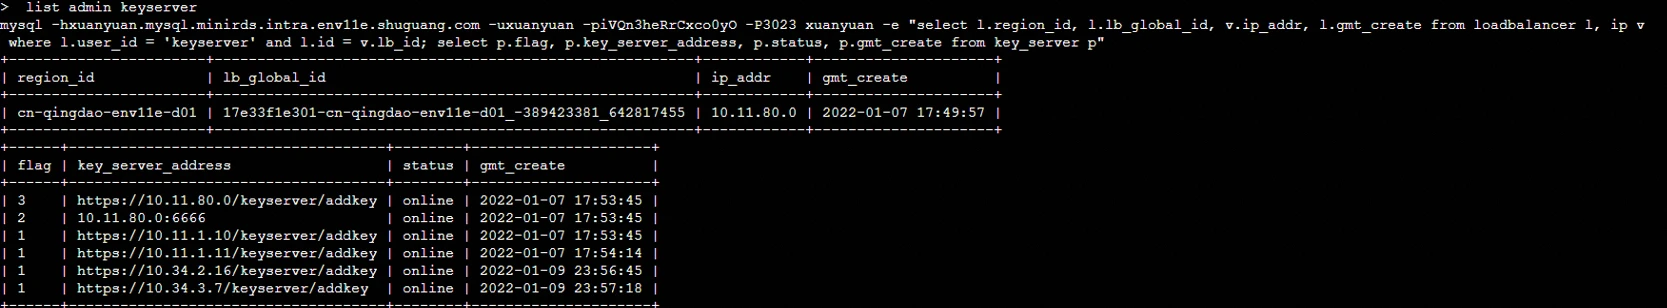 >  list admin keyserver
mysql -hxuanyuan.mysql.minirds.intra.env11e.shuguang.com -uxuanyuan -piVQn3heRrCxco0yO -P3023 xuanyuan -e "select l.region_id, l.lb_global_id, v.ip_addr, l.gmt_create from loadbalancer l, ip v
where l.user_id = 'keyserver' and l.id = v.lb_id; select p.flag, p.key_server_address, p.status, p.gmt_create from key_server p"
| region_id | lb_global_id | ip_addr | gmt_create |
| cn-qingdao-env11e-d01 | 17e33f1e301-cn-qingdao-env11e-d01_-389423381_642817455 | 10.11.80.0 | 2022-01-07 17:49:57 |
| flag | key_server_address | status | gmt_create |
| 3 | https://10.11.80.0/keyserver/addkey | online | 2022-01-07 17:53:45 |
| 2 | 10.11.80.0:6666 | online | 2022-01-07 17:53:45 |
| 1 | https://10.11.1.10/keyserver/addkey | online | 2022-01-07 17:53:45 |
| 1 | https://10.11.1.11/keyserver/addkey | online | 2022-01-07 17:54:14 |
| 1 | https://10.34.2.16/keyserver/addkey | online | 2022-01-09 23:56:45 |
| 1 | https://10.34.3.7/keyserver/addkey | online | 2022-01-09 23:57:18 |